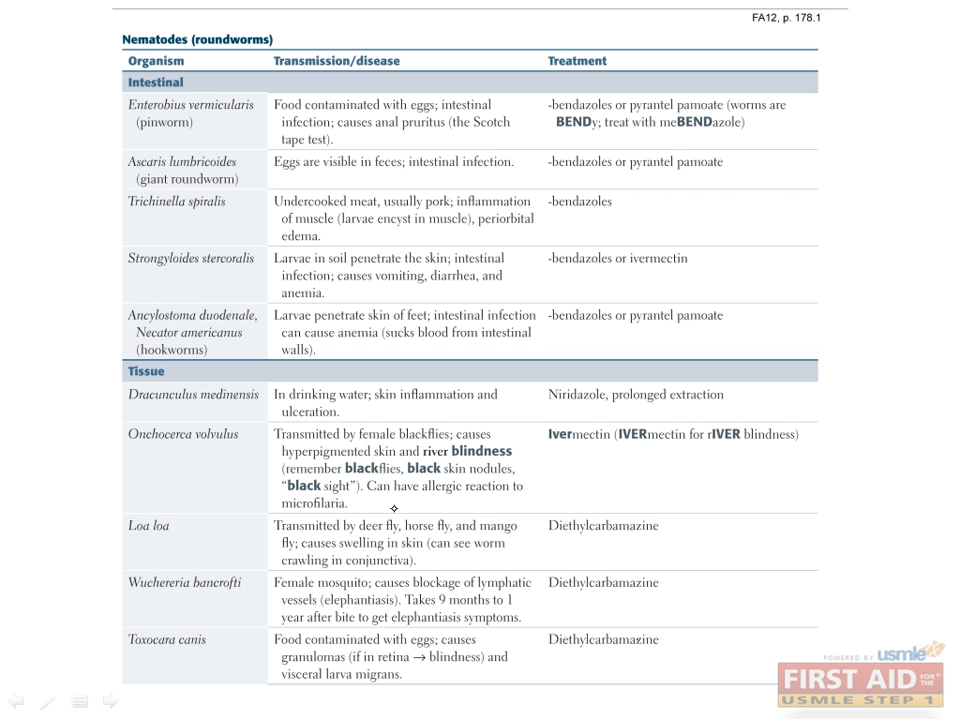 FA12, p. 178.1
Nematodes (roundworms)
Organism Transmission/disease Treatment
Intestinal
Enterobius vermicularis Food contaminated with eggs; intestinal -bendazoles or pyrantel pamoate (worms are
(pinworm) infection; causes anal pruritus (the Scotch BENDy; treat with meBENDazole)
tape test).
Ascaris lumbricoides Eggs are visible in feces; intestinal infection. -bendazoles or pyrantel pamoate
(giant roundworm)
Trichinella spiralis Undercooked meat, usually pork; inflammation -bendazoles
of muscle (larvae encyst in muscle), periorbital
edema.
Strongyloides stercoralis Larvae in soil penetrate the skin; intestinal -bendazoles or ivermectin
infection; causes vomiting, diarrhea, and
anemia.
Ancylostoma duodenale, Larvae penetrate skin of feet; intestinal infection -bendazoles or pyrantel pamoate
Necator americanus can cause anemia (sucks blood from intestinal
(hookworms) walls).
Tissue
Dracunculus medinensis In drinking water; skin inflammation and Niridazole, prolonged extraction
ulceration.
Onchocerca volvulus Transmitted by female blackflies; causes Ivermectin (IVERmectin for rIVER blindness)
hyperpigmented skin and river blindness
(remember blackflies, black skin nodules,
“black sight”). Can have allergic reaction to
microfilaria.
Loa loa Transmitted by deer fly, horse fly, and mango Diethylcarbamazine
fly; causes swelling in skin (can see worm
crawling in conjunctiva).
Wuchereria bancrofti Female mosquito; causes blockage of lymphatic Diethylcarbamazine
vessels (elephantiasis). Takes 9 months to 1
year after bite to get elephantiasis symptoms.
Toxocara canis Food contaminated with eggs; causes Diethylcarbamazine
granulomas (if in retina → blindness) and
visceral larva migrans.
POWERED BY usmle
FIRST AID FOR THE
USMLE STEP 1